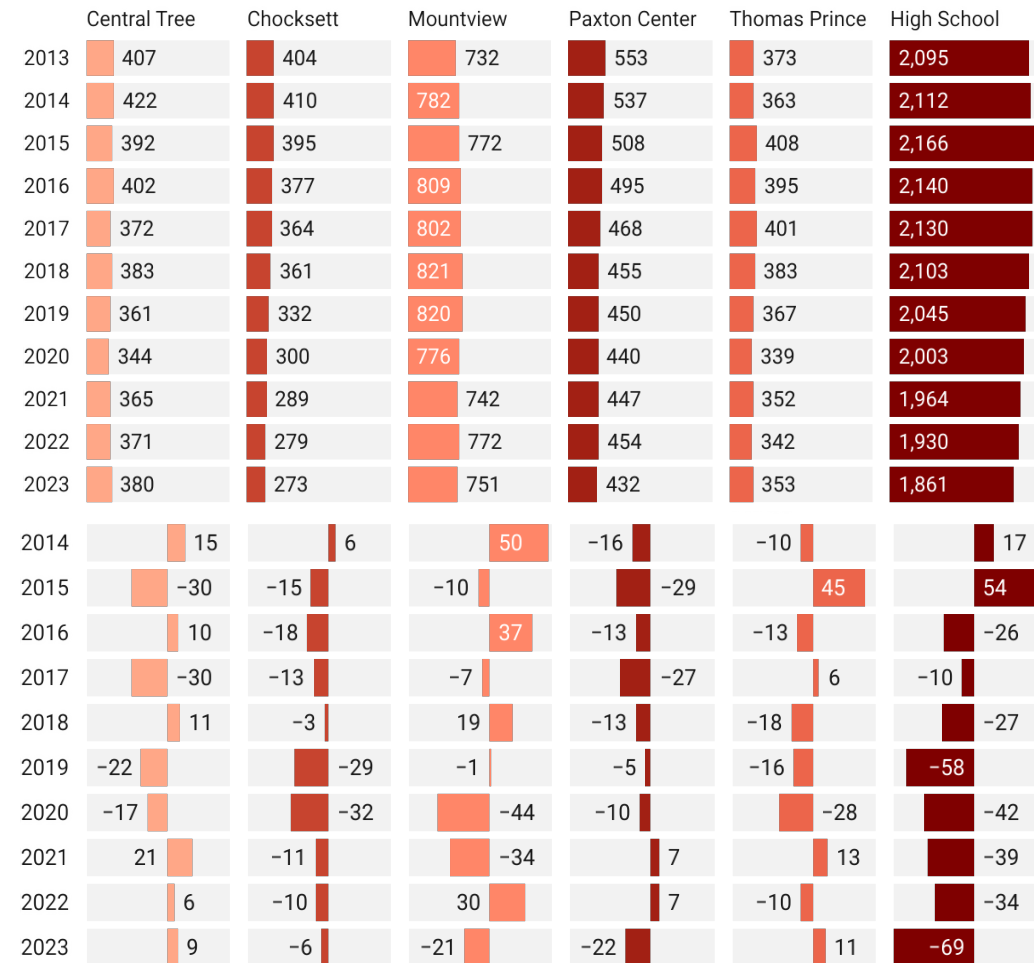 Central Tree Chocksett Mountview Paxton Center Thomas Prince High School
2013 407 404 732 553 373 2,095
2014 422 410 782 537 363 2,112
2015 392 395 772 508 408 2,166
2016 402 377 809 495 395 2,140
2017 372 364 802 468 401 2,130
2018 383 361 821 455 383 2,103
2019 361 332 820 450 367 2,045
2020 344 300 776 440 339 2,003
2021 365 289 742 447 352 1,964
2022 371 279 772 454 342 1,930
2023 380 273 751 432 353 1,861
2014 15 6 50 −16 −10 17
2015 −30 −15 −10 −29 45 54
2016 10 −18 37 −13 −13 −26
2017 −30 −13 −7 −27 6 −10
2018 11 −3 19 −13 −18 −27
2019 −22 −29 −1 −5 −16 −58
2020 −17 −32 −44 −10 −28 −42
2021 21 −11 −34 7 13 −39
2022 6 −10 30 7 −10 −34
2023 9 −6 −21 −22 11 −69